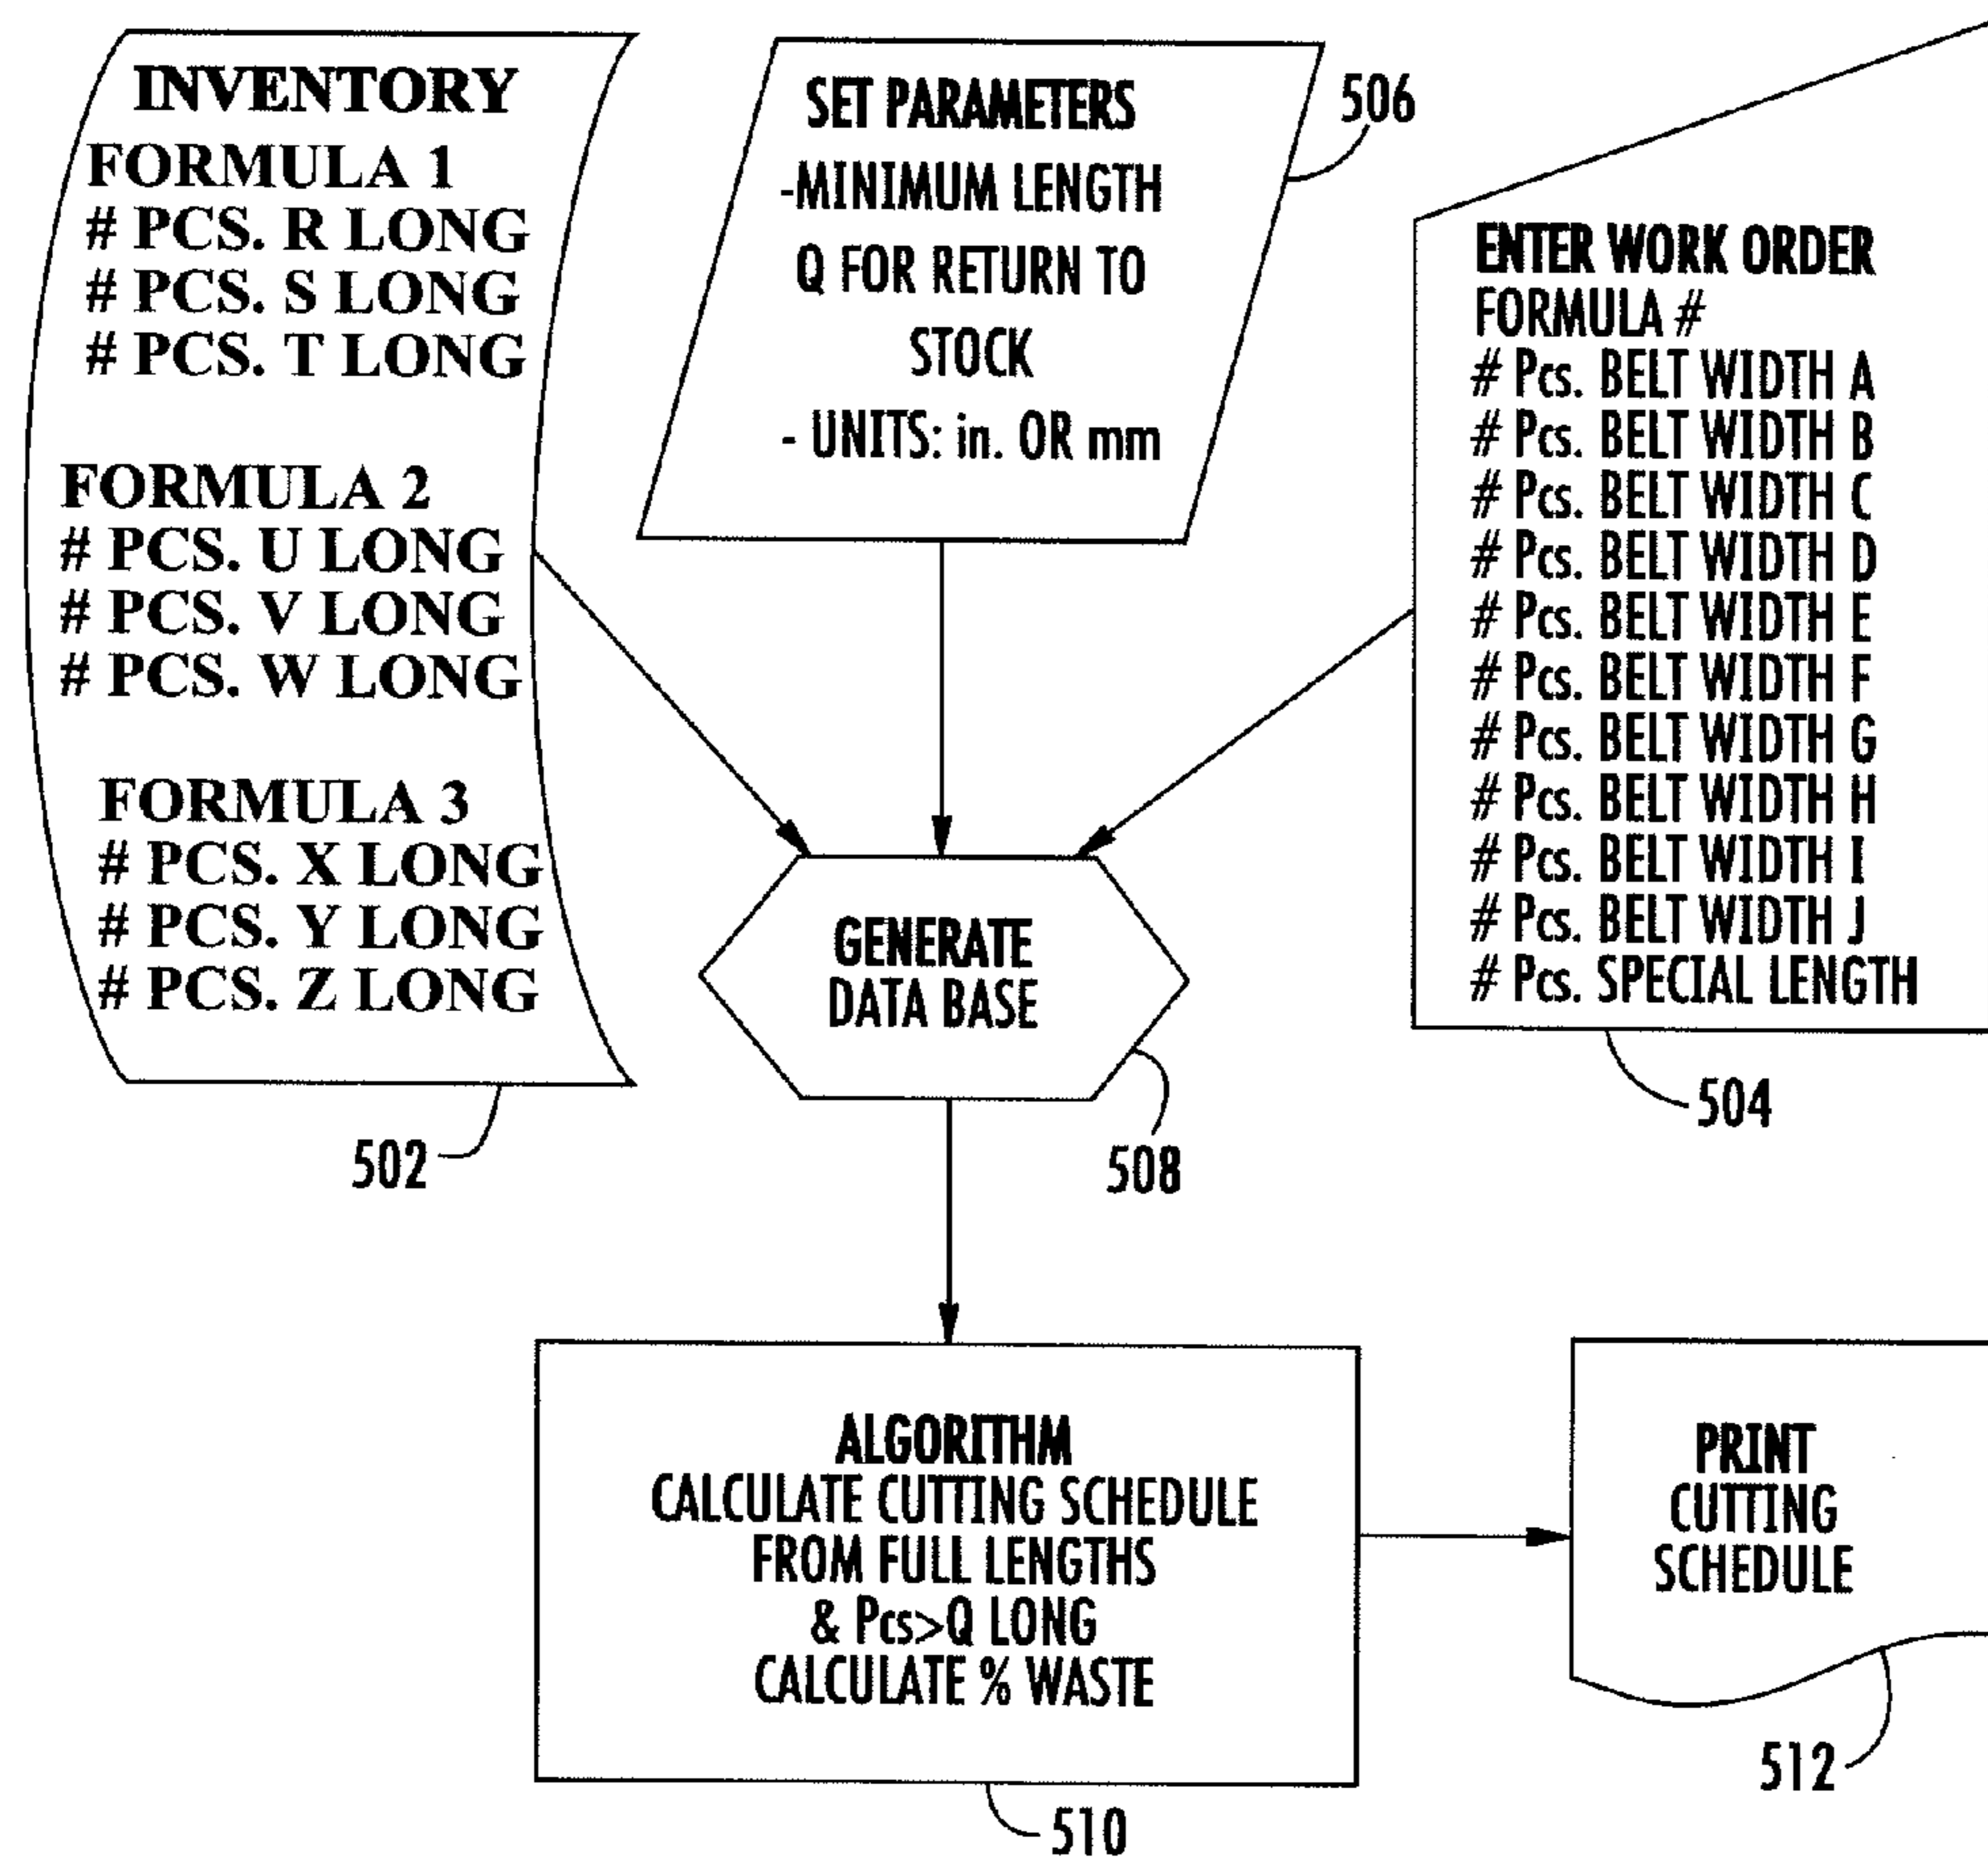 INVENTORY
FORMULA 1
# PCS. R LONG
# PCS. S LONG
# PCS. T LONG
FORMULA 2
# PCS. U LONG
# PCS. V LONG
# PCS. W LONG
FORMULA 3
# PCS. X LONG
# PCS. Y LONG
# PCS. Z LONG
502
SET PARAMETERS
-MINIMUM LENGTH
Q FOR RETURN TO
STOCK
- UNITS: in. OR mm
506
ENTER WORK ORDER
FORMULA #
# Pcs. BELT WIDTH A
# Pcs. BELT WIDTH B
# Pcs. BELT WIDTH C
# Pcs. BELT WIDTH D
# Pcs. BELT WIDTH E
# Pcs. BELT WIDTH F
# Pcs. BELT WIDTH G
# Pcs. BELT WIDTH H
# Pcs. BELT WIDTH I
# Pcs. BELT WIDTH J
# Pcs. SPECIAL LENGTH
504
GENERATE
DATA BASE
508
ALGORITHM
CALCULATE CUTTING SCHEDULE
FROM FULL LENGTHS
& Pcs>Q LONG
CALCULATE % WASTE
510
PRINT
CUTTING
SCHEDULE
512